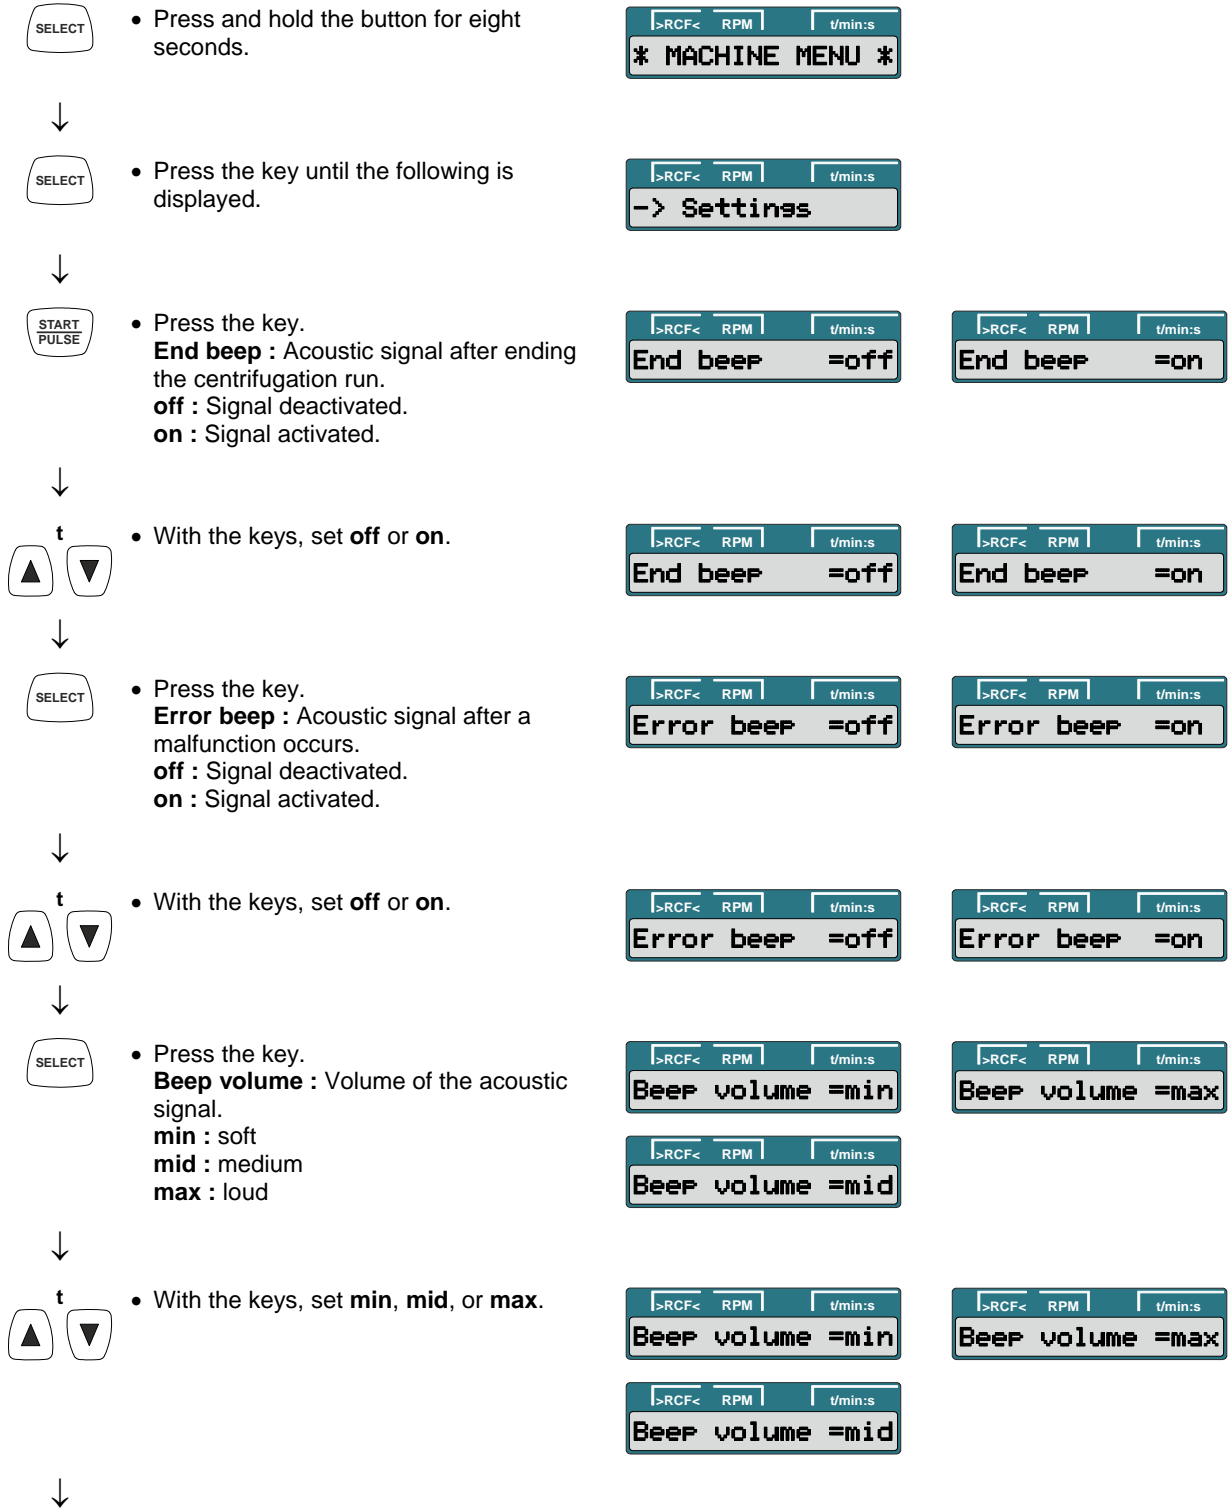 SELECT
• Press and hold the button for eight
seconds.
>RCF< RPM t/min:s
* MACHINE MENU *
↓
SELECT
• Press the key until the following is
displayed.
>RCF< RPM t/min:s
-> Settings
↓
START
PULSE
• Press the key.
End beep : Acoustic signal after ending
the centrifugation run.
off : Signal deactivated.
on : Signal activated.
>RCF< RPM t/min:s
End beep =off
>RCF< RPM t/min:s
End beep =on
↓
t
• With the keys, set off or on.
>RCF< RPM t/min:s
End beep =off
>RCF< RPM t/min:s
End beep =on
↓
SELECT
• Press the key.
Error beep : Acoustic signal after a
malfunction occurs.
off : Signal deactivated.
on : Signal activated.
>RCF< RPM t/min:s
Error beep =off
>RCF< RPM t/min:s
Error beep =on
↓
t
• With the keys, set off or on.
>RCF< RPM t/min:s
Error beep =off
>RCF< RPM t/min:s
Error beep =on
↓
SELECT
• Press the key.
Beep volume : Volume of the acoustic
signal.
min : soft
mid : medium
max : loud
>RCF< RPM t/min:s
Beep volume =min
>RCF< RPM t/min:s
Beep volume =max
>RCF< RPM t/min:s
Beep volume =mid
↓
t
• With the keys, set min, mid, or max.
>RCF< RPM t/min:s
Beep volume =min
>RCF< RPM t/min:s
Beep volume =max
>RCF< RPM t/min:s
Beep volume =mid
↓